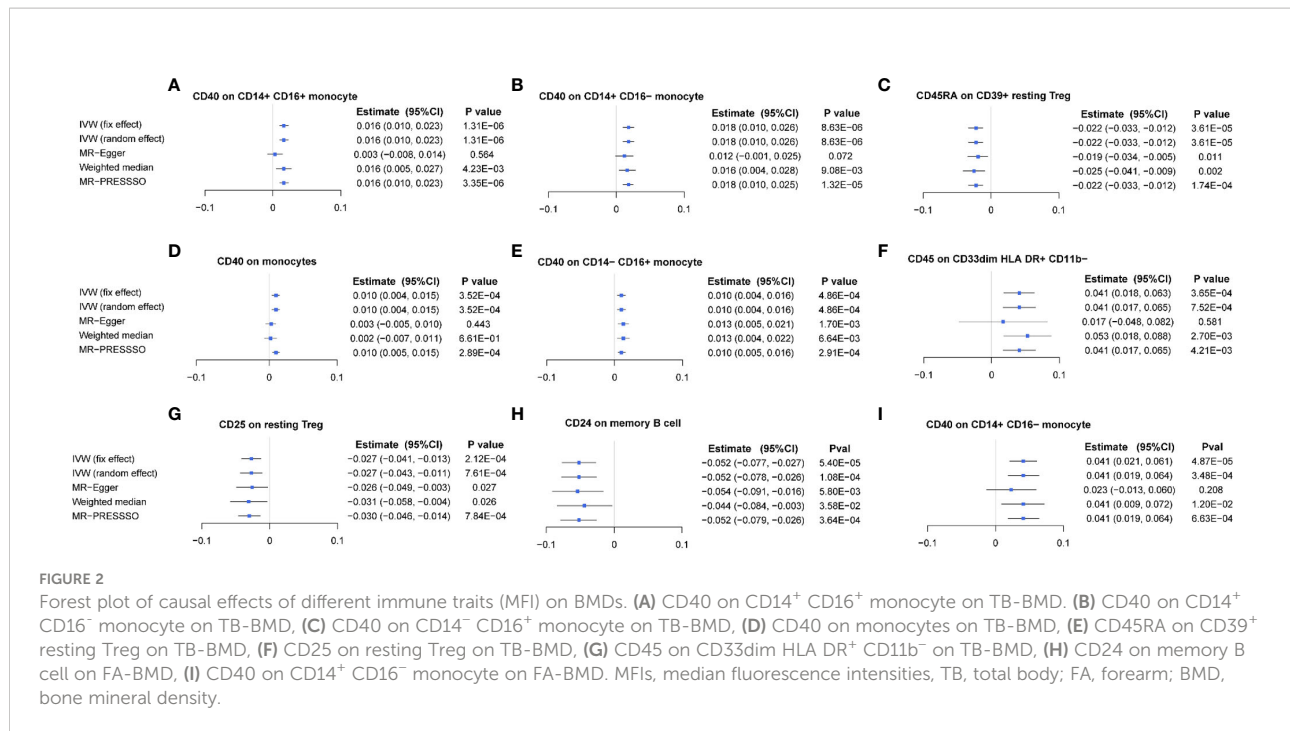 A
CD40 on CD14+ CD16+ monocyte
Estimate (95%CI) P value
IVW (fix effect) 0.016 (0.010, 0.023) 1.31E−06
IVW (random effect) 0.016 (0.010, 0.023) 1.31E−06
MR−Egger 0.003 (−0.008, 0.014) 0.564
Weighted median 0.016 (0.005, 0.027) 4.23E−03
MR−PRESSSO 0.016 (0.010, 0.023) 3.35E−06
−0.1 0 0.1
B
CD40 on CD14+ CD16− monocyte
Estimate (95%CI) P value
0.018 (0.010, 0.026) 8.63E−06
0.018 (0.010, 0.026) 8.63E−06
0.012 (−0.001, 0.025) 0.072
0.016 (0.004, 0.028) 9.08E−03
0.018 (0.010, 0.025) 1.32E−05
−0.1 0 0.1
C
CD45RA on CD39+ resting Treg
Estimate (95%CI) P value
−0.022 (−0.033, −0.012) 3.61E−05
−0.022 (−0.033, −0.012) 3.61E−05
−0.019 (−0.034, −0.005) 0.011
−0.025 (−0.041, −0.009) 0.002
−0.022 (−0.033, −0.012) 1.74E−04
−0.1 0 0.1
D
CD40 on monocytes
Estimate (95%CI) P value
IVW (fix effect) 0.010 (0.004, 0.015) 3.52E−04
IVW (random effect) 0.010 (0.004, 0.015) 3.52E−04
MR−Egger 0.003 (−0.005, 0.010) 0.443
Weighted median 0.002 (−0.007, 0.011) 6.61E−01
MR−PRESSSO 0.010 (0.005, 0.015) 2.89E−04
−0.1 0 0.1
E
CD40 on CD14− CD16+ monocyte
Estimate (95%CI) P value
0.010 (0.004, 0.016) 4.86E−04
0.010 (0.004, 0.016) 4.86E−04
0.013 (0.005, 0.021) 1.70E−03
0.013 (0.004, 0.022) 6.64E−03
0.010 (0.005, 0.016) 2.91E−04
−0.1 0 0.1
F
CD45 on CD33dim HLA DR+ CD11b−
Estimate (95%CI) P value
0.041 (0.018, 0.063) 3.65E−04
0.041 (0.017, 0.065) 7.52E−04
0.017 (−0.048, 0.082) 0.581
0.053 (0.018, 0.088) 2.70E−03
0.041 (0.017, 0.065) 4.21E−03
−0.1 0 0.1
G
CD25 on resting Treg
Estimate (95%CI) P value
IVW (fix effect) −0.027 (−0.041, −0.013) 2.12E−04
IVW (random effect) −0.027 (−0.043, −0.011) 7.61E−04
MR−Egger −0.026 (−0.049, −0.003) 0.027
Weighted median −0.031 (−0.058, −0.004) 0.026
MR−PRESSSO −0.030 (−0.046, −0.014) 7.84E−04
−0.1 0 0.1
H
CD24 on memory B cell
Estimate (95%CI) Pval
−0.052 (−0.077, −0.027) 5.40E−05
−0.052 (−0.078, −0.026) 1.08E−04
−0.054 (−0.091, −0.016) 5.80E−03
−0.044 (−0.084, −0.003) 3.58E−02
−0.052 (−0.079, −0.026) 3.64E−04
−0.1 0 0.1
I
CD40 on CD14+ CD16− monocyte
Estimate (95%CI) Pval
0.041 (0.021, 0.061) 4.87E−05
0.041 (0.019, 0.064) 3.48E−04
0.023 (−0.013, 0.060) 0.208
0.041 (0.009, 0.072) 1.20E−02
0.041 (0.019, 0.064) 6.63E−04
−0.1 0 0.1
FIGURE 2
Forest plot of causal effects of different immune traits (MFI) on BMDs. (A) CD40 on CD14⁺ CD16⁺ monocyte on TB-BMD. (B) CD40 on CD14⁺
CD16⁻ monocyte on TB-BMD, (C) CD40 on CD14⁻ CD16⁺ monocyte on TB-BMD, (D) CD40 on monocytes on TB-BMD, (E) CD45RA on CD39⁺
resting Treg on TB-BMD, (F) CD25 on resting Treg on TB-BMD, (G) CD45 on CD33dim HLA DR⁺ CD11b⁻ on TB-BMD, (H) CD24 on memory B
cell on FA-BMD, (I) CD40 on CD14⁺ CD16⁻ monocyte on FA-BMD. MFIs, median fluorescence intensities, TB, total body; FA, forearm; BMD,
bone mineral density.